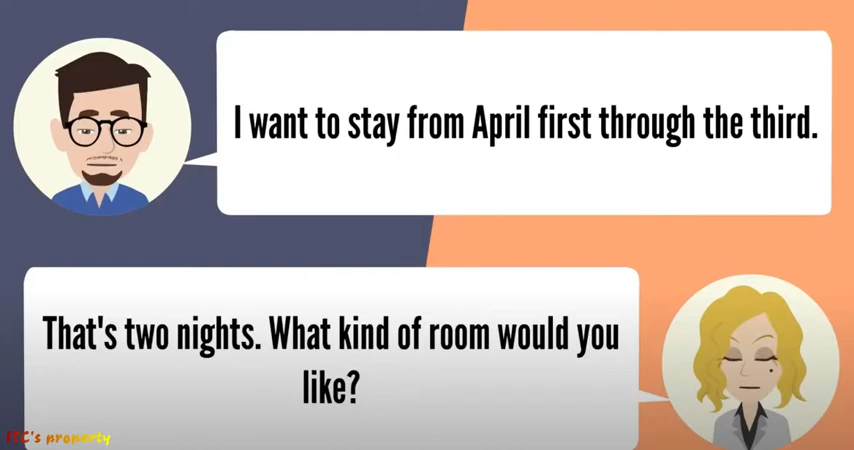 I want to stay from April first through the third.
That's two nights. What kind of room would you
like?
ITC's property